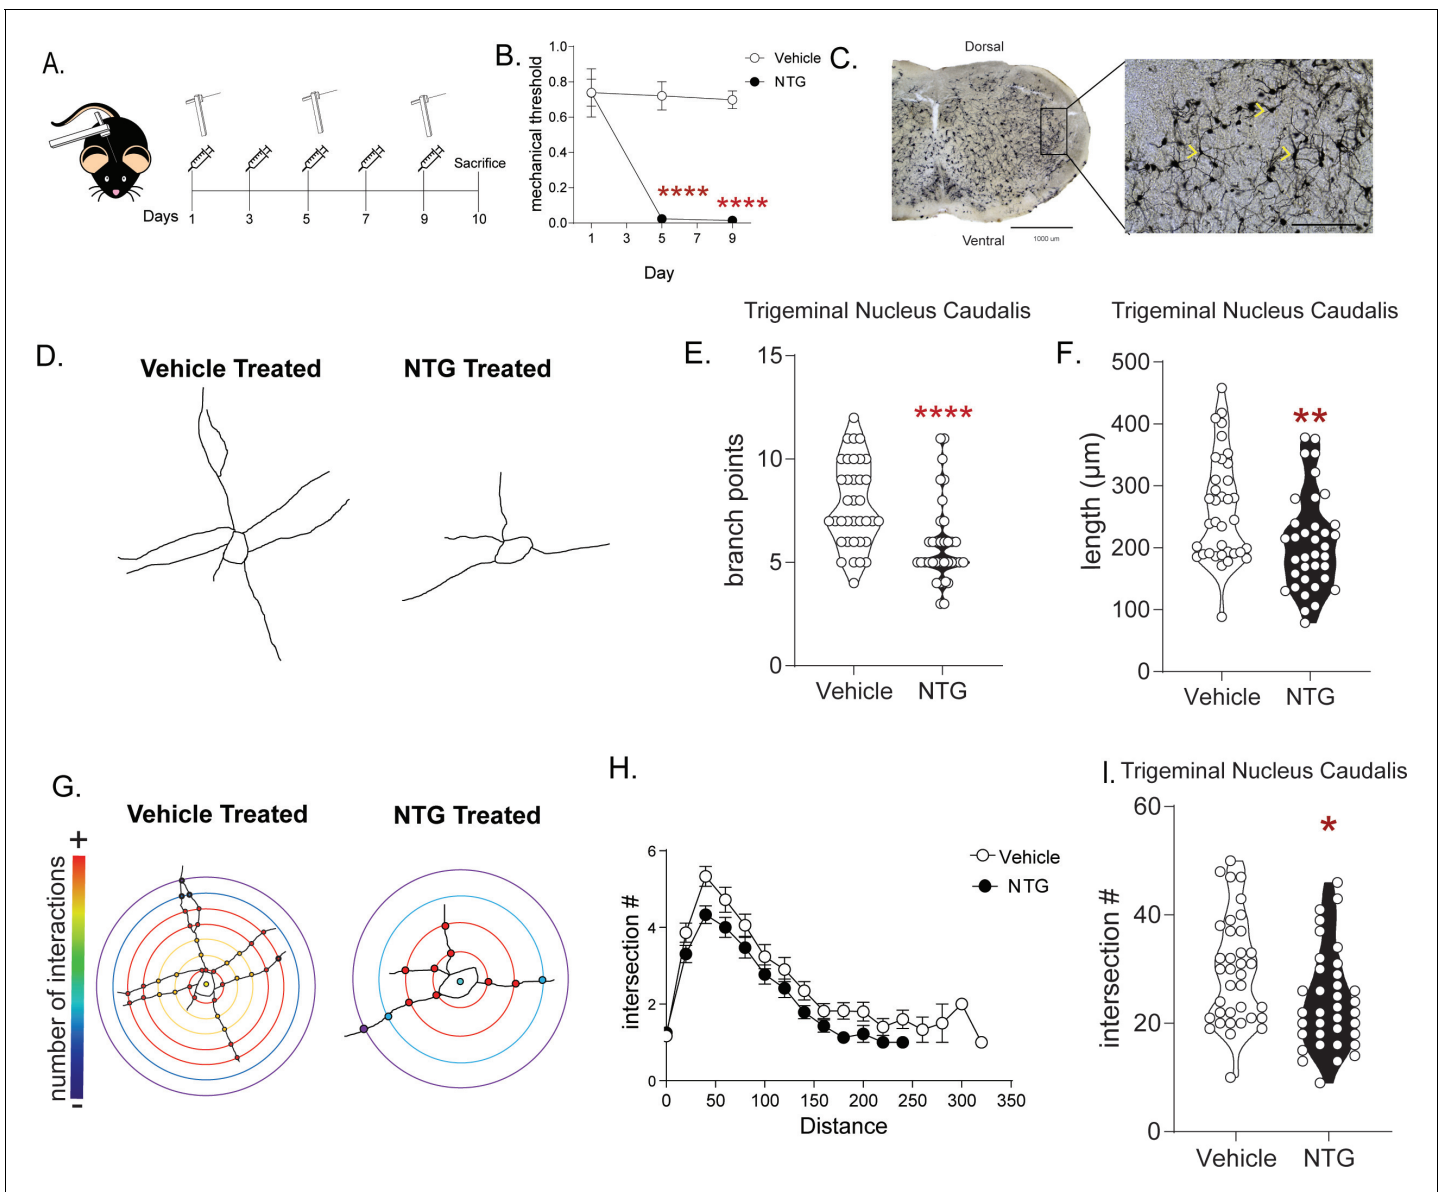 A.
Sacrifice
Days
1
3
5
7
9
10
B.
mechanical threshold
1.0
0.8
0.6
0.4
0.2
0.0
1
3
5
7
9
Day
Vehicle
NTG
****
****
C.
Dorsal
Ventral
1000 um
D.
Vehicle Treated
NTG Treated
E.
Trigeminal Nucleus Caudalis
branch points
15
10
5
0
****
Vehicle
NTG
F.
Trigeminal Nucleus Caudalis
length (μm)
500
400
300
200
100
0
**
Vehicle
NTG
G.
Vehicle Treated
NTG Treated
+
number of interactions
-
H.
intersection #
6
4
2
0
0
50
100
150
200
250
300
350
Distance
Vehicle
NTG
I.
Trigeminal Nucleus Caudalis
intersection #
60
40
20
0
*
Vehicle
NTG